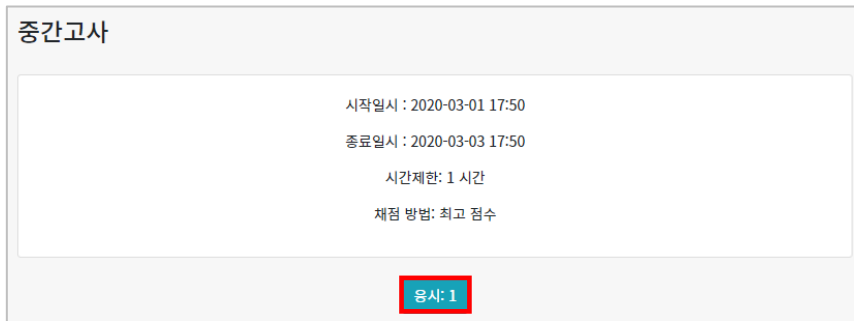 중간고사
시작일시 : 2020-03-01 17:50
종료일시 : 2020-03-03 17:50
시간제한: 1 시간
채점 방법: 최고 점수
응시: 1